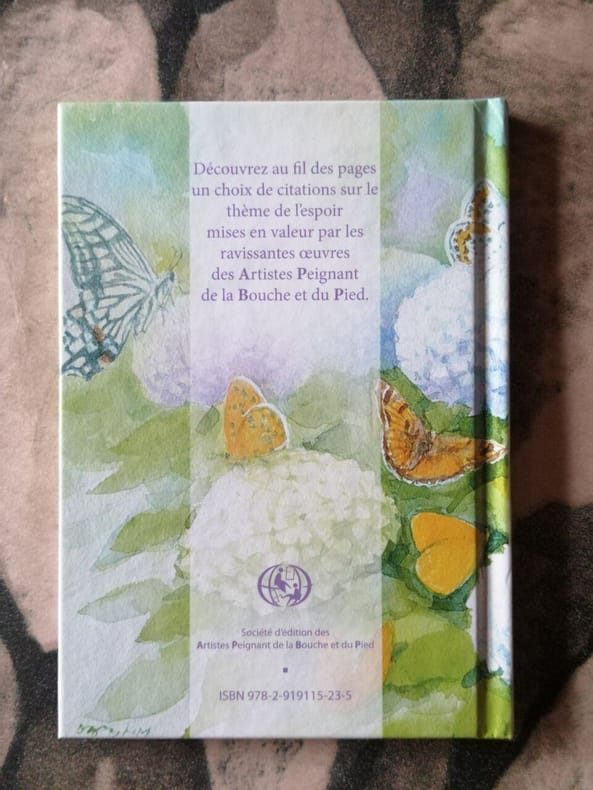 Découvrez au fil des pages
un choix de citations sur le
thème de l'espoir
mises en valeur par les
ravissantes œuvres
des Artistes Peignant
de la Bouche et du Pied.
Société d'édition des
Artistes Peignant de la Bouche et du Pied
ISBN 978-2-919115-23-5